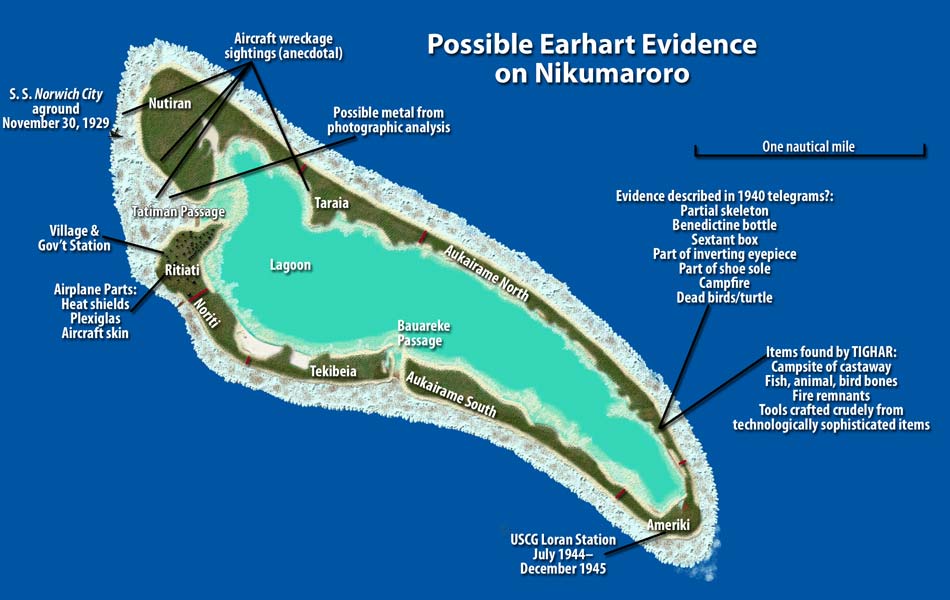 Possible Earhart Evidence
on Nikumaroro
Aircraft wreckage
sightings (anecdotal)
S. S. Norwich City
aground
November 30, 1929
Nutiran
Possible metal from
photographic analysis
One nautical mile
Tatiman Passage
Taraia
Village &
Gov't Station
Ritiati
Lagoon
Aukairame North
Evidence described in 1940 telegrams?:
Partial skeleton
Benedictine bottle
Sextant box
Part of inverting eyepiece
Part of shoe sole
Campfire
Dead birds/turtle
Airplane Parts:
Heat shields
Plexiglas
Aircraft skin
Noriti
Bauareke
Passage
Tekibeia
Aukairame South
Items found by TIGHAR:
Campsite of castaway
Fish, animal, bird bones
Fire remnants
Tools crafted crudely from
technologically sophisticated items
Ameriki
USCG Loran Station
July 1944–
December 1945